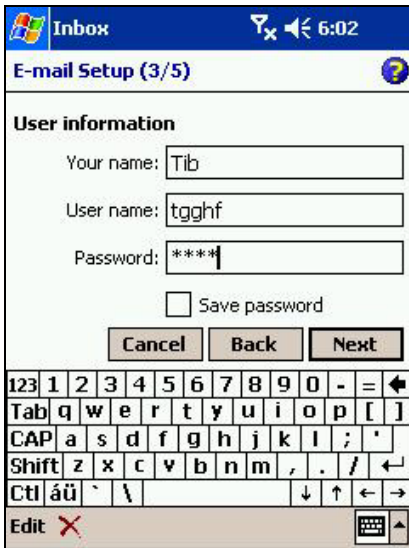 Inbox 6:02
E-mail Setup (3/5) ?
User information
Your name: Tib
User name: tgghf
Password: ****
Save password
Cancel Back Next
123 1 2 3 4 5 6 7 8 9 0 - = ←
Tab q w e r t y u i o p [ ]
CAP a s d f g h j k l ; '
Shift z x c v b n m , . / ↵
Ctl áü ` \ ↓ ↑ ← →
Edit